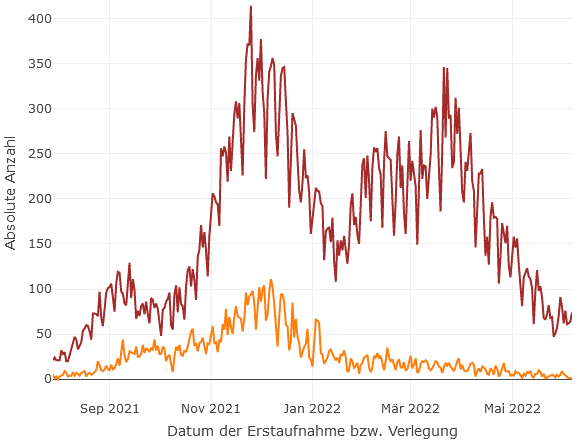 400
350
300
250
200
150
100
50
0
Absolute Anzahl
Sep 2021
Nov 2021
Jan 2022
Mär 2022
Mai 2022
Datum der Erstaufnahme bzw. Verlegung